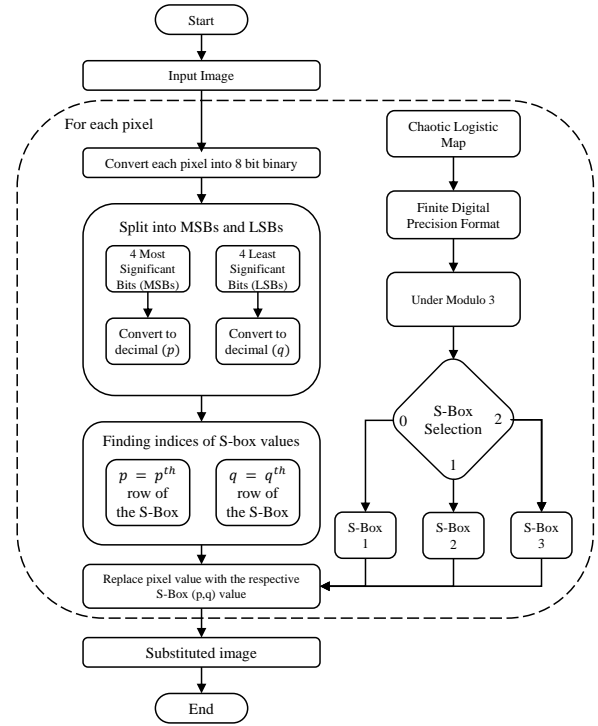 Start
Input Image
For each pixel
Convert each pixel into 8 bit binary
Split into MSBs and LSBs
4 Most
Significant
Bits (MSBs)
4 Least
Significant
Bits (LSBs)
Convert to
decimal (p)
Convert to
decimal (q)
Finding indices of S-box values
p = p^th
row of
the S-Box
q = q^th
row of
the S-Box
Replace pixel value with the respective
S-Box (p,q) value
Substituted image
End
Chaotic Logistic
Map
Finite Digital
Precision Format
Under Modulo 3
S-Box
Selection
0
2
1
S-Box
1
S-Box
2
S-Box
3